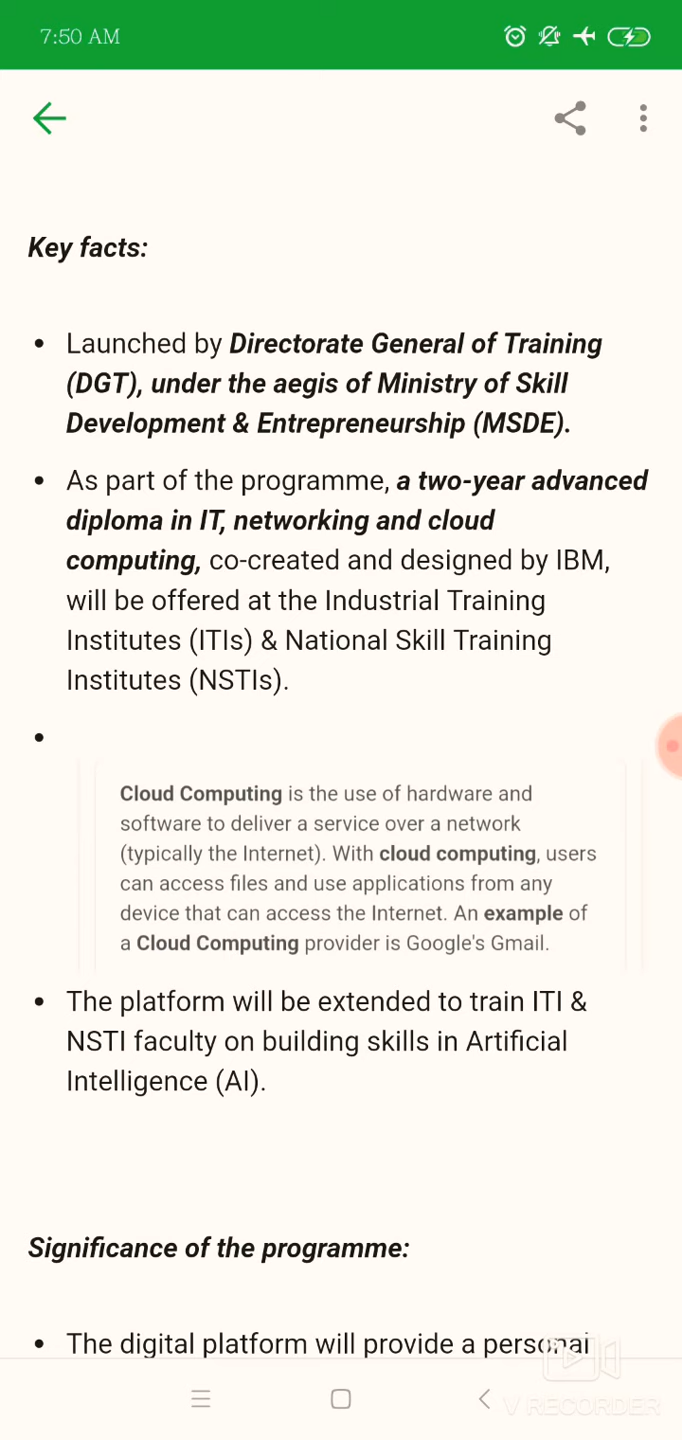 7:50 AM
Key facts:
Launched by Directorate General of Training
(DGT), under the aegis of Ministry of Skill
Development & Entrepreneurship (MSDE).
As part of the programme, a two-year advanced
diploma in IT, networking and cloud
computing, co-created and designed by IBM,
will be offered at the Industrial Training
Institutes (ITIs) & National Skill Training
Institutes (NSTIs).
Cloud Computing is the use of hardware and
software to deliver a service over a network
(typically the Internet). With cloud computing, users
can access files and use applications from any
device that can access the Internet. An example of
a Cloud Computing provider is Google's Gmail.
The platform will be extended to train ITI &
NSTI faculty on building skills in Artificial
Intelligence (AI).
Significance of the programme:
The digital platform will provide a personal
V RECORDER